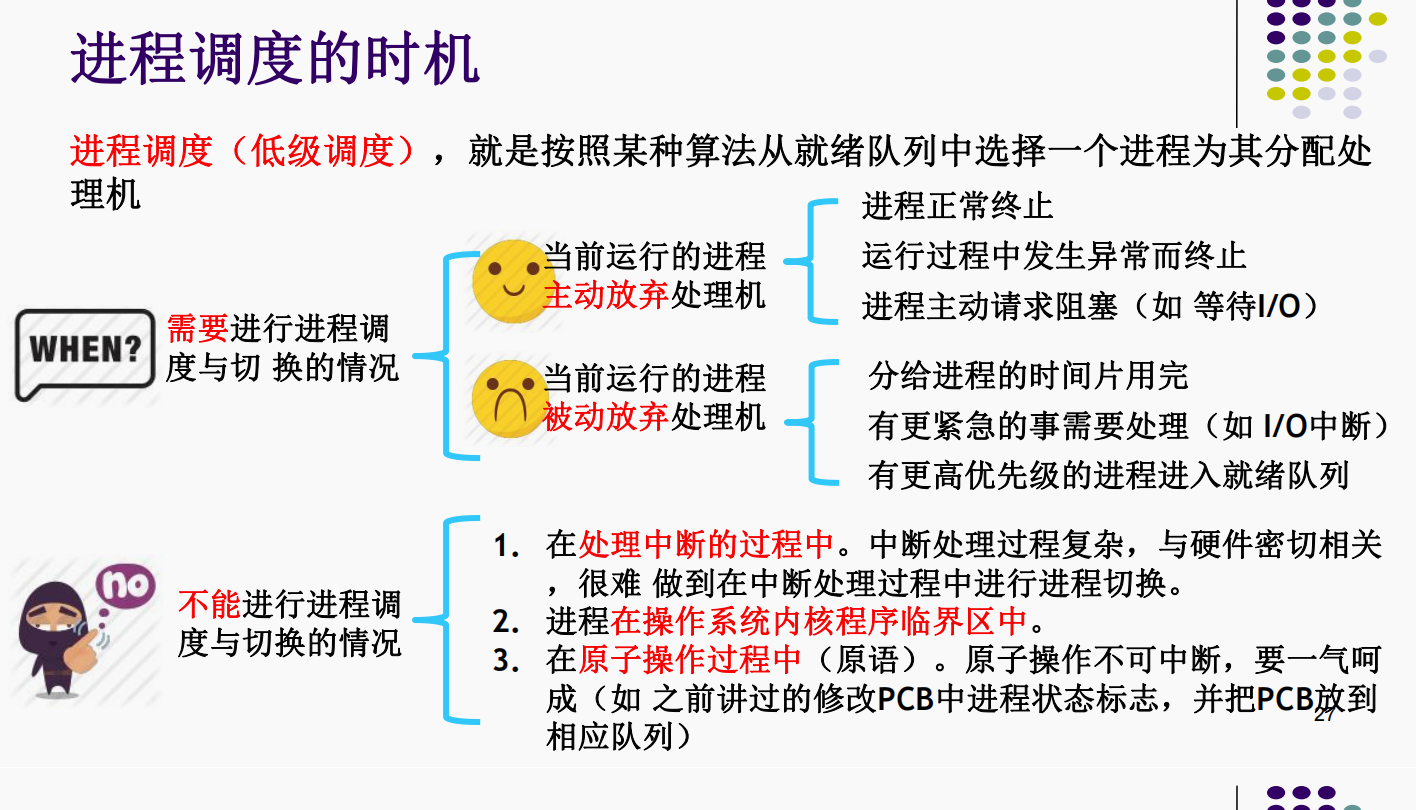 进程调度的时机
进程调度（低级调度），就是按照某种算法从就绪队列中选择一个进程为其分配处
理机
WHEN?
需要进行进程调
度与切 换的情况
当前运行的进程
主动放弃处理机
进程正常终止
运行过程中发生异常而终止
进程主动请求阻塞（如 等待I/O）
当前运行的进程
被动放弃处理机
分给进程的时间片用完
有更紧急的事需要处理（如 I/O中断）
有更高优先级的进程进入就绪队列
no
不能进行进程调
度与切换的情况
1. 在处理中断的过程中。中断处理过程复杂，与硬件密切相关
，很难 做到在中断处理过程中进行进程切换。
2. 进程在操作系统内核程序临界区中。
3. 在原子操作过程中（原语）。原子操作不可中断，要一气呵
成（如 之前讲过的修改PCB中进程状态标志，并把PCB放到
相应队列）
27